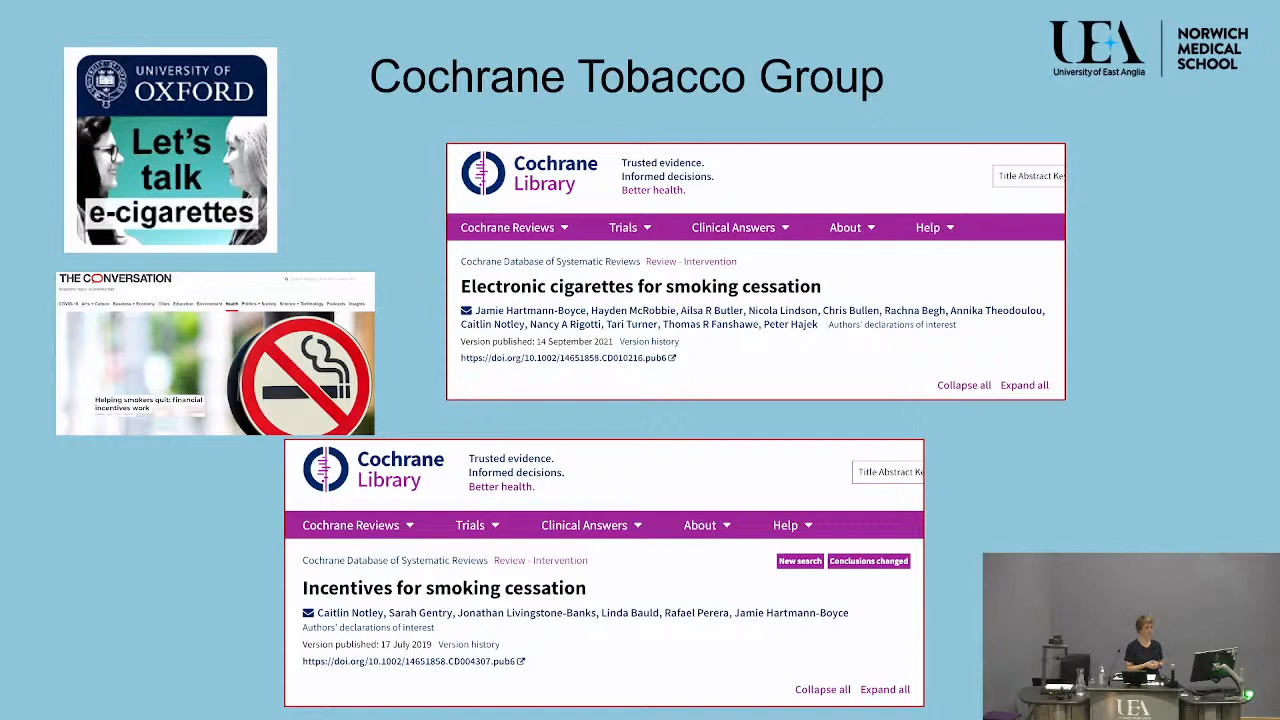 Cochrane Tobacco Group
UEA
University of East Anglia
NORWICH
MEDICAL
SCHOOL
UNIVERSITY OF
OXFORD
Let's
talk
e-cigarettes
Cochrane
Library
Trusted evidence.
Informed decisions.
Better health.
Title Abstract Key
Cochrane Reviews Trials Clinical Answers About Help
Cochrane Database of Systematic Reviews Review - Intervention
Electronic cigarettes for smoking cessation
Jamie Hartmann-Boyce, Hayden McRobbie, Ailsa R Butler, Nicola Lindson, Chris Bullen, Rachna Begh, Annika Theodoulou,
Caitlin Notley, Nancy A Rigotti, Tari Turner, Thomas R Fanshawe, Peter Hajek Authors' declarations of interest
Version published: 14 September 2021 Version history
https://doi.org/10.1002/14651858.CD010216.pub6
Collapse all Expand all
THE CONVERSATION
COVID-19 Arts + Culture Business + Economy Cities Education Environment Health Politics + Society Science + Technology Podcasts Insights
Helping smokers quit: financial
incentives work
Cochrane
Library
Trusted evidence.
Informed decisions.
Better health.
Title Abstract Ke
Cochrane Reviews Trials Clinical Answers About Help
Cochrane Database of Systematic Reviews Review - Intervention
New search Conclusions changed
Incentives for smoking cessation
Caitlin Notley, Sarah Gentry, Jonathan Livingstone-Banks, Linda Bauld, Rafael Perera, Jamie Hartmann-Boyce
Authors' declarations of interest
Version published: 17 July 2019 Version history
https://doi.org/10.1002/14651858.CD004307.pub6
Collapse all Expand all
UEA